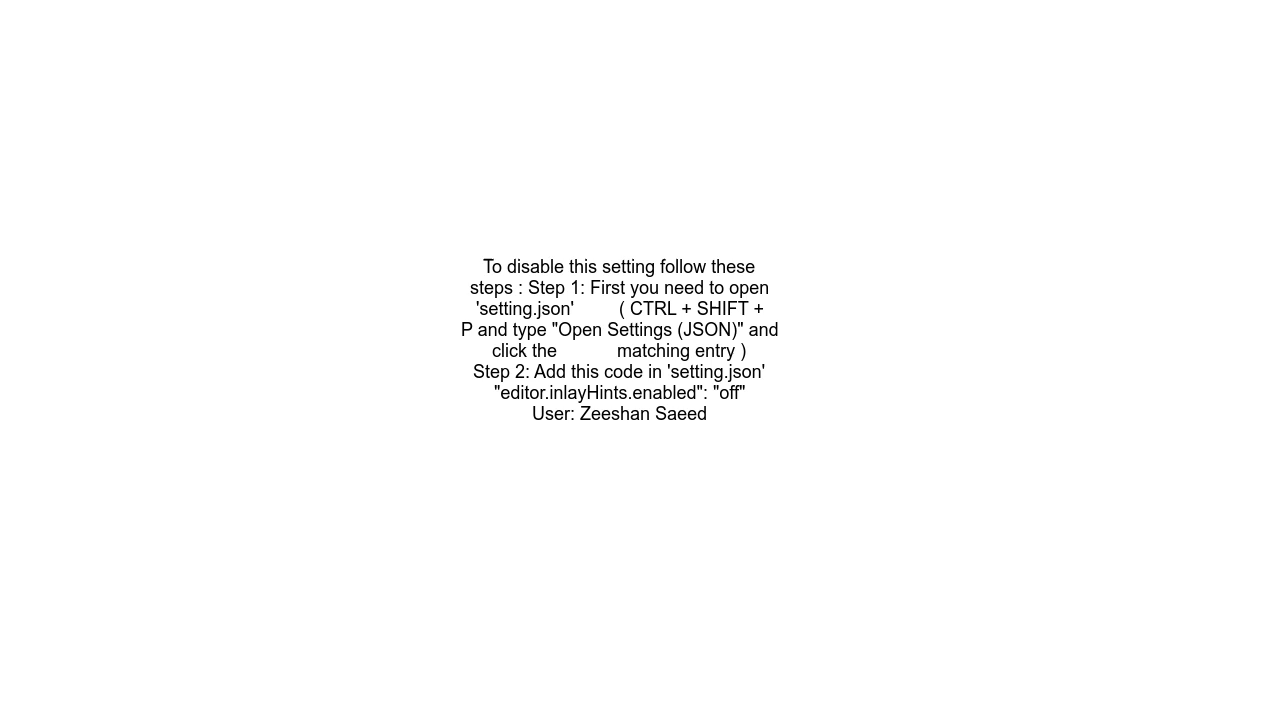 To disable this setting follow these
steps : Step 1: First you need to open
'setting.json'         ( CTRL + SHIFT +
P and type "Open Settings (JSON)" and
click the            matching entry )
Step 2: Add this code in 'setting.json'
"editor.inlayHints.enabled": "off"
User: Zeeshan Saeed